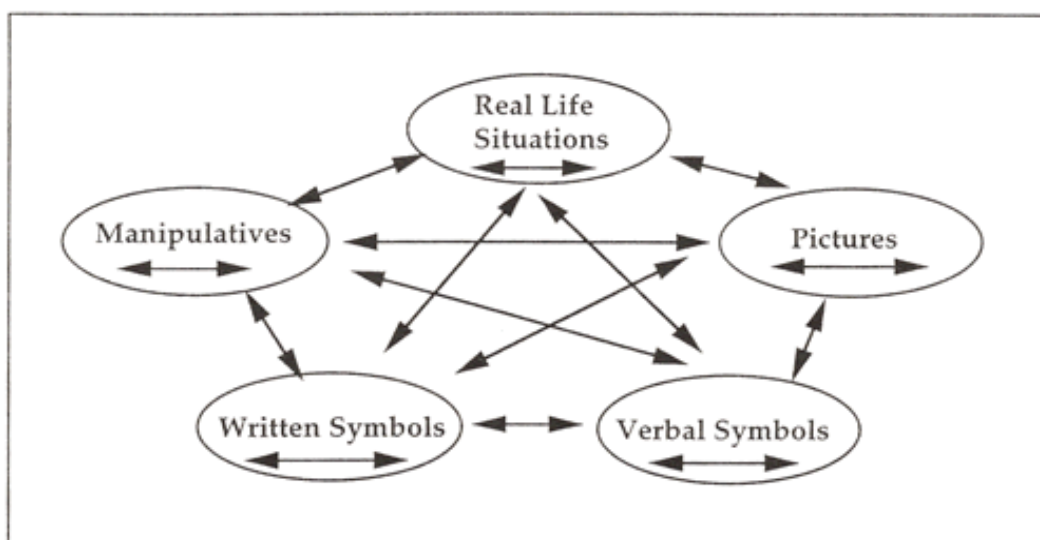 Real Life
Situations
Manipulatives
Pictures
Written Symbols
Verbal Symbols